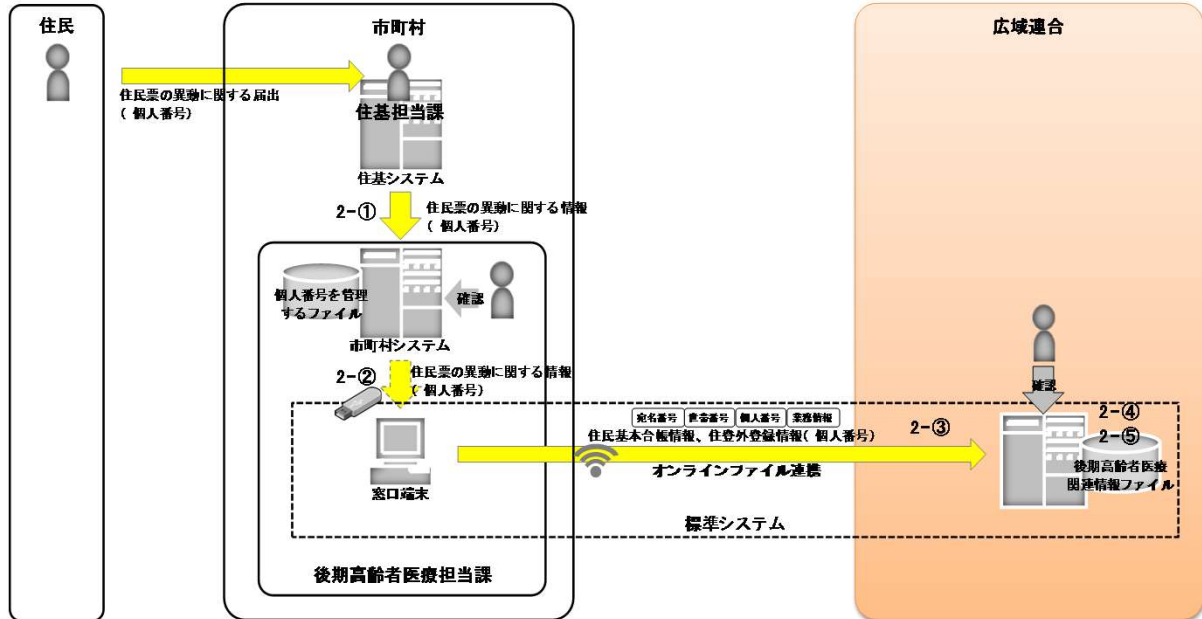 住民
市町村
広域連合
住民票の異動に関する届出
( 個人番号)
住基担当課
住基システム
2-①
住民票の異動に関する情報
( 個人番号)
個人番号を管理
するファイル
確認
市町村システム
2-②
住民票の異動に関する情報
( 個人番号)
確認
宛名番号 世帯番号 個人番号 業務情報
住民基本台帳情報、住登外登録情報( 個人番号)
2-③
2-④
2-⑤
オンラインファイル連携
窓口端末
後期高齢者医療
関連情報ファイル
標準システム
後期高齢者医療担当課